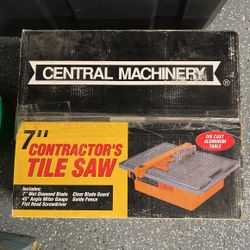 CENTRAL MACHINERY®
7"
CONTRACTOR'S
TILE SAW
DIE CAST
ALUMINUM
TABLE
Includes:
7" Wet Diamond Blade
45° Angle Miter Gauge
Flat Head Screwdriver
Clear Blade Guard
Guide Fence